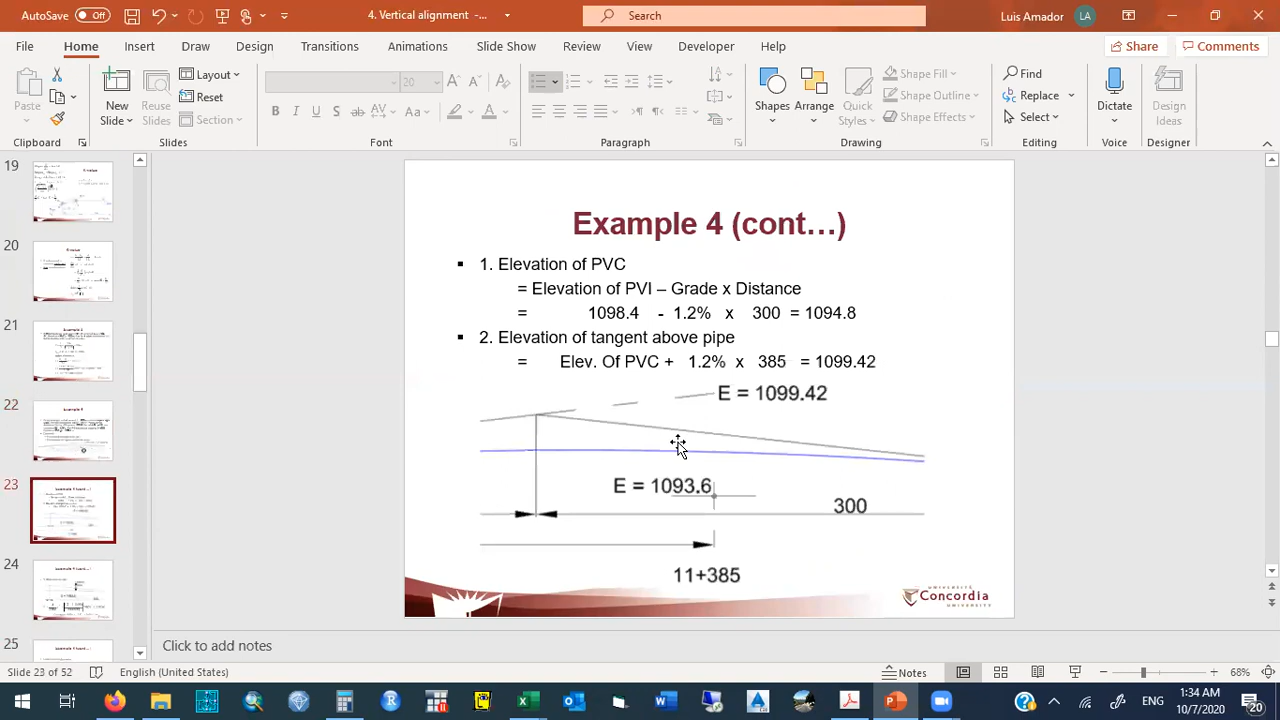 AutoSave Off
4.Vertical alignment -...
Search
Luis Amador LA
File Home Insert Draw Design Transitions Animations Slide Show Review View Developer Help Share Comments
Paste
New Slide
Reuse Slides
Layout
Reset
Section
20
B I U S ab AV Aa A
Shapes
Arrange
Quick Styles
Shape Fill
Shape Outline
Shape Effects
Find
Replace
Select
Dictate
Design Ideas
Clipboard Slides Font Paragraph Drawing Editing Voice Designer
19
20
21
22
23
24
25
Example 4 (cont…)
▪ 1. Elevation of PVC
= Elevation of PVI – Grade x Distance
= 1098.4 - 1.2% x 300 = 1094.8
▪ 2. Elevation of tangent above pipe
= Elev. Of PVC + 1.2% x 385 = 1099.42
E = 1099.42
E = 1093.6
300
11+385
UNIVERSITÉ
Concordia
UNIVERSITY
Click to add notes
Slide 23 of 52 English (United States) Notes 68%
ENG
1:34 AM
10/7/2020
20